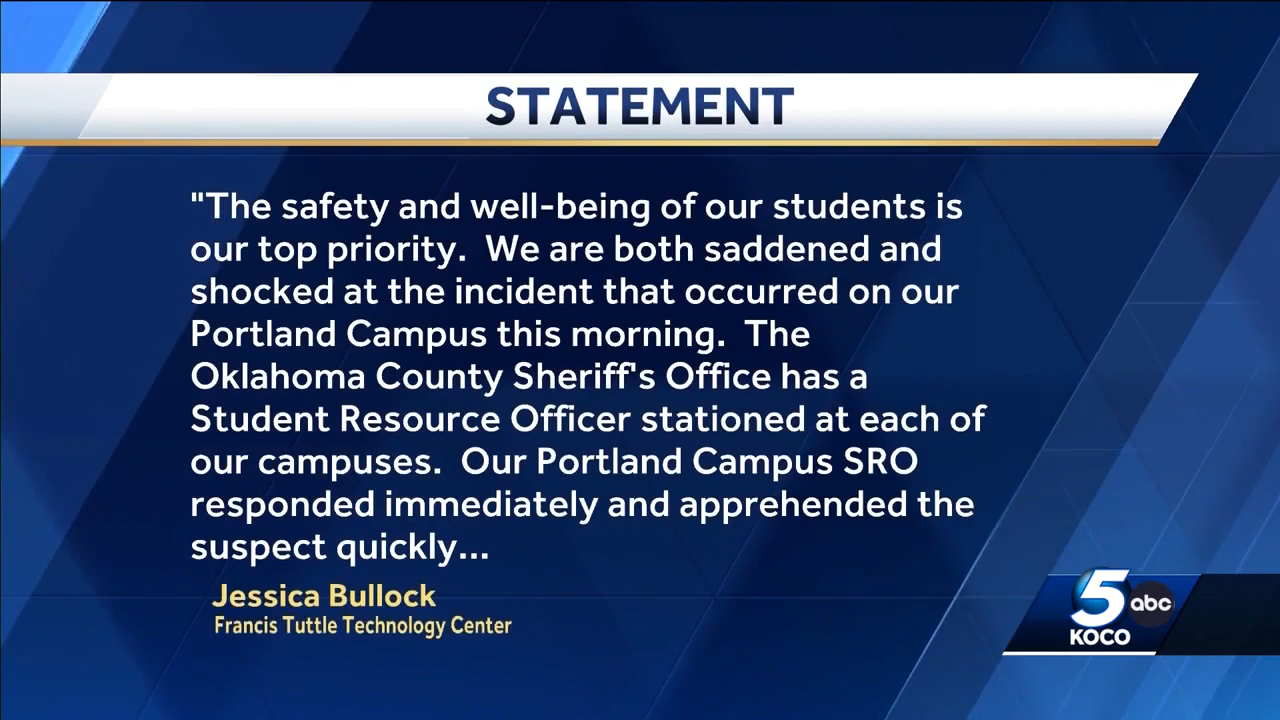 STATEMENT
"The safety and well-being of our students is
our top priority.  We are both saddened and
shocked at the incident that occurred on our
Portland Campus this morning.  The
Oklahoma County Sheriff's Office has a
Student Resource Officer stationed at each of
our campuses.  Our Portland Campus SRO
responded immediately and apprehended the
suspect quickly...
Jessica Bullock
Francis Tuttle Technology Center
5 abc
KOCO